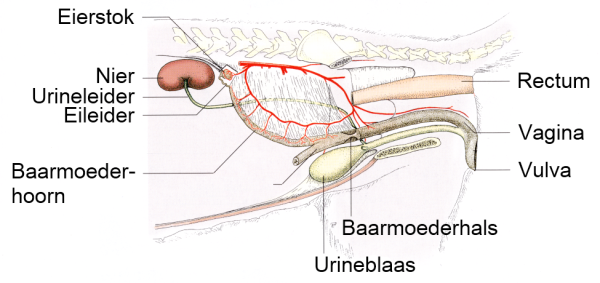 Eierstok
Nier
Urineleider
Eileider
Baarmoeder-
hoorn
Rectum
Vagina
Vulva
Baarmoederhals
Urineblaas